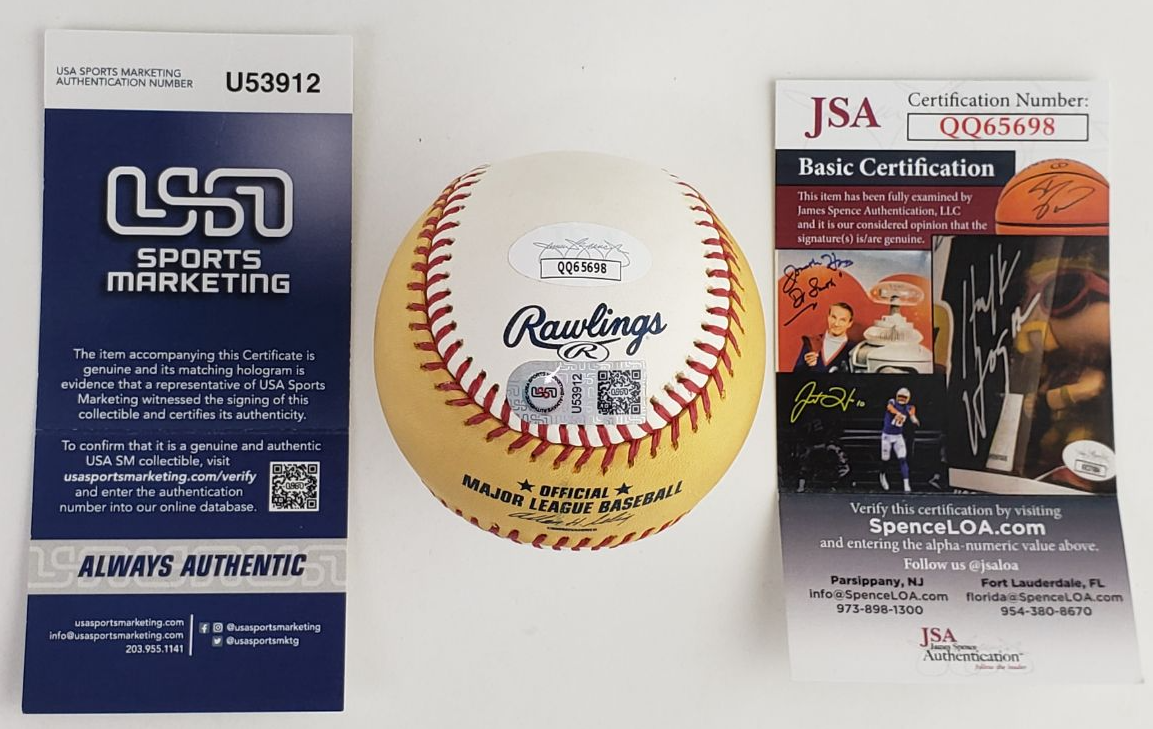 USA SPORTS MARKETING
AUTHENTICATION NUMBER
U53912
USA
SPORTS
MARKETING
The item accompanying this Certificate is
genuine and its matching hologram is
evidence that a representative of USA Sports
Marketing witnessed the signing of this
collectible and certifies its authenticity.
To confirm that it is a genuine and authentic
USA SM collectible, visit
usasportsmarketing.com/verify
and enter the authentication
number into our online database.
ALWAYS AUTHENTIC
usasportsmarketing.com
info@usasportsmarketing.com
203.955.1141
@usasportsmarketing
@usasportsmktg
QQ65698
Rawlings
R
U53912
OFFICIAL
MAJOR LEAGUE BASEBALL
JSA
Certification Number:
QQ65698
Basic Certification
This item has been fully examined by
James Spence Authentication, LLC
and it is our considered opinion that the
signature(s) is/are genuine.
Verify this certification by visiting
SpenceLOA.com
and entering the alpha-numeric value above.
Follow us @jsaloa
Parsippany, NJ
info@SpenceLOA.com
973-898-1300
Fort Lauderdale, FL
florida@SpenceLOA.com
954-380-8670
JSA
James Spence
Authentication
Follow the leader